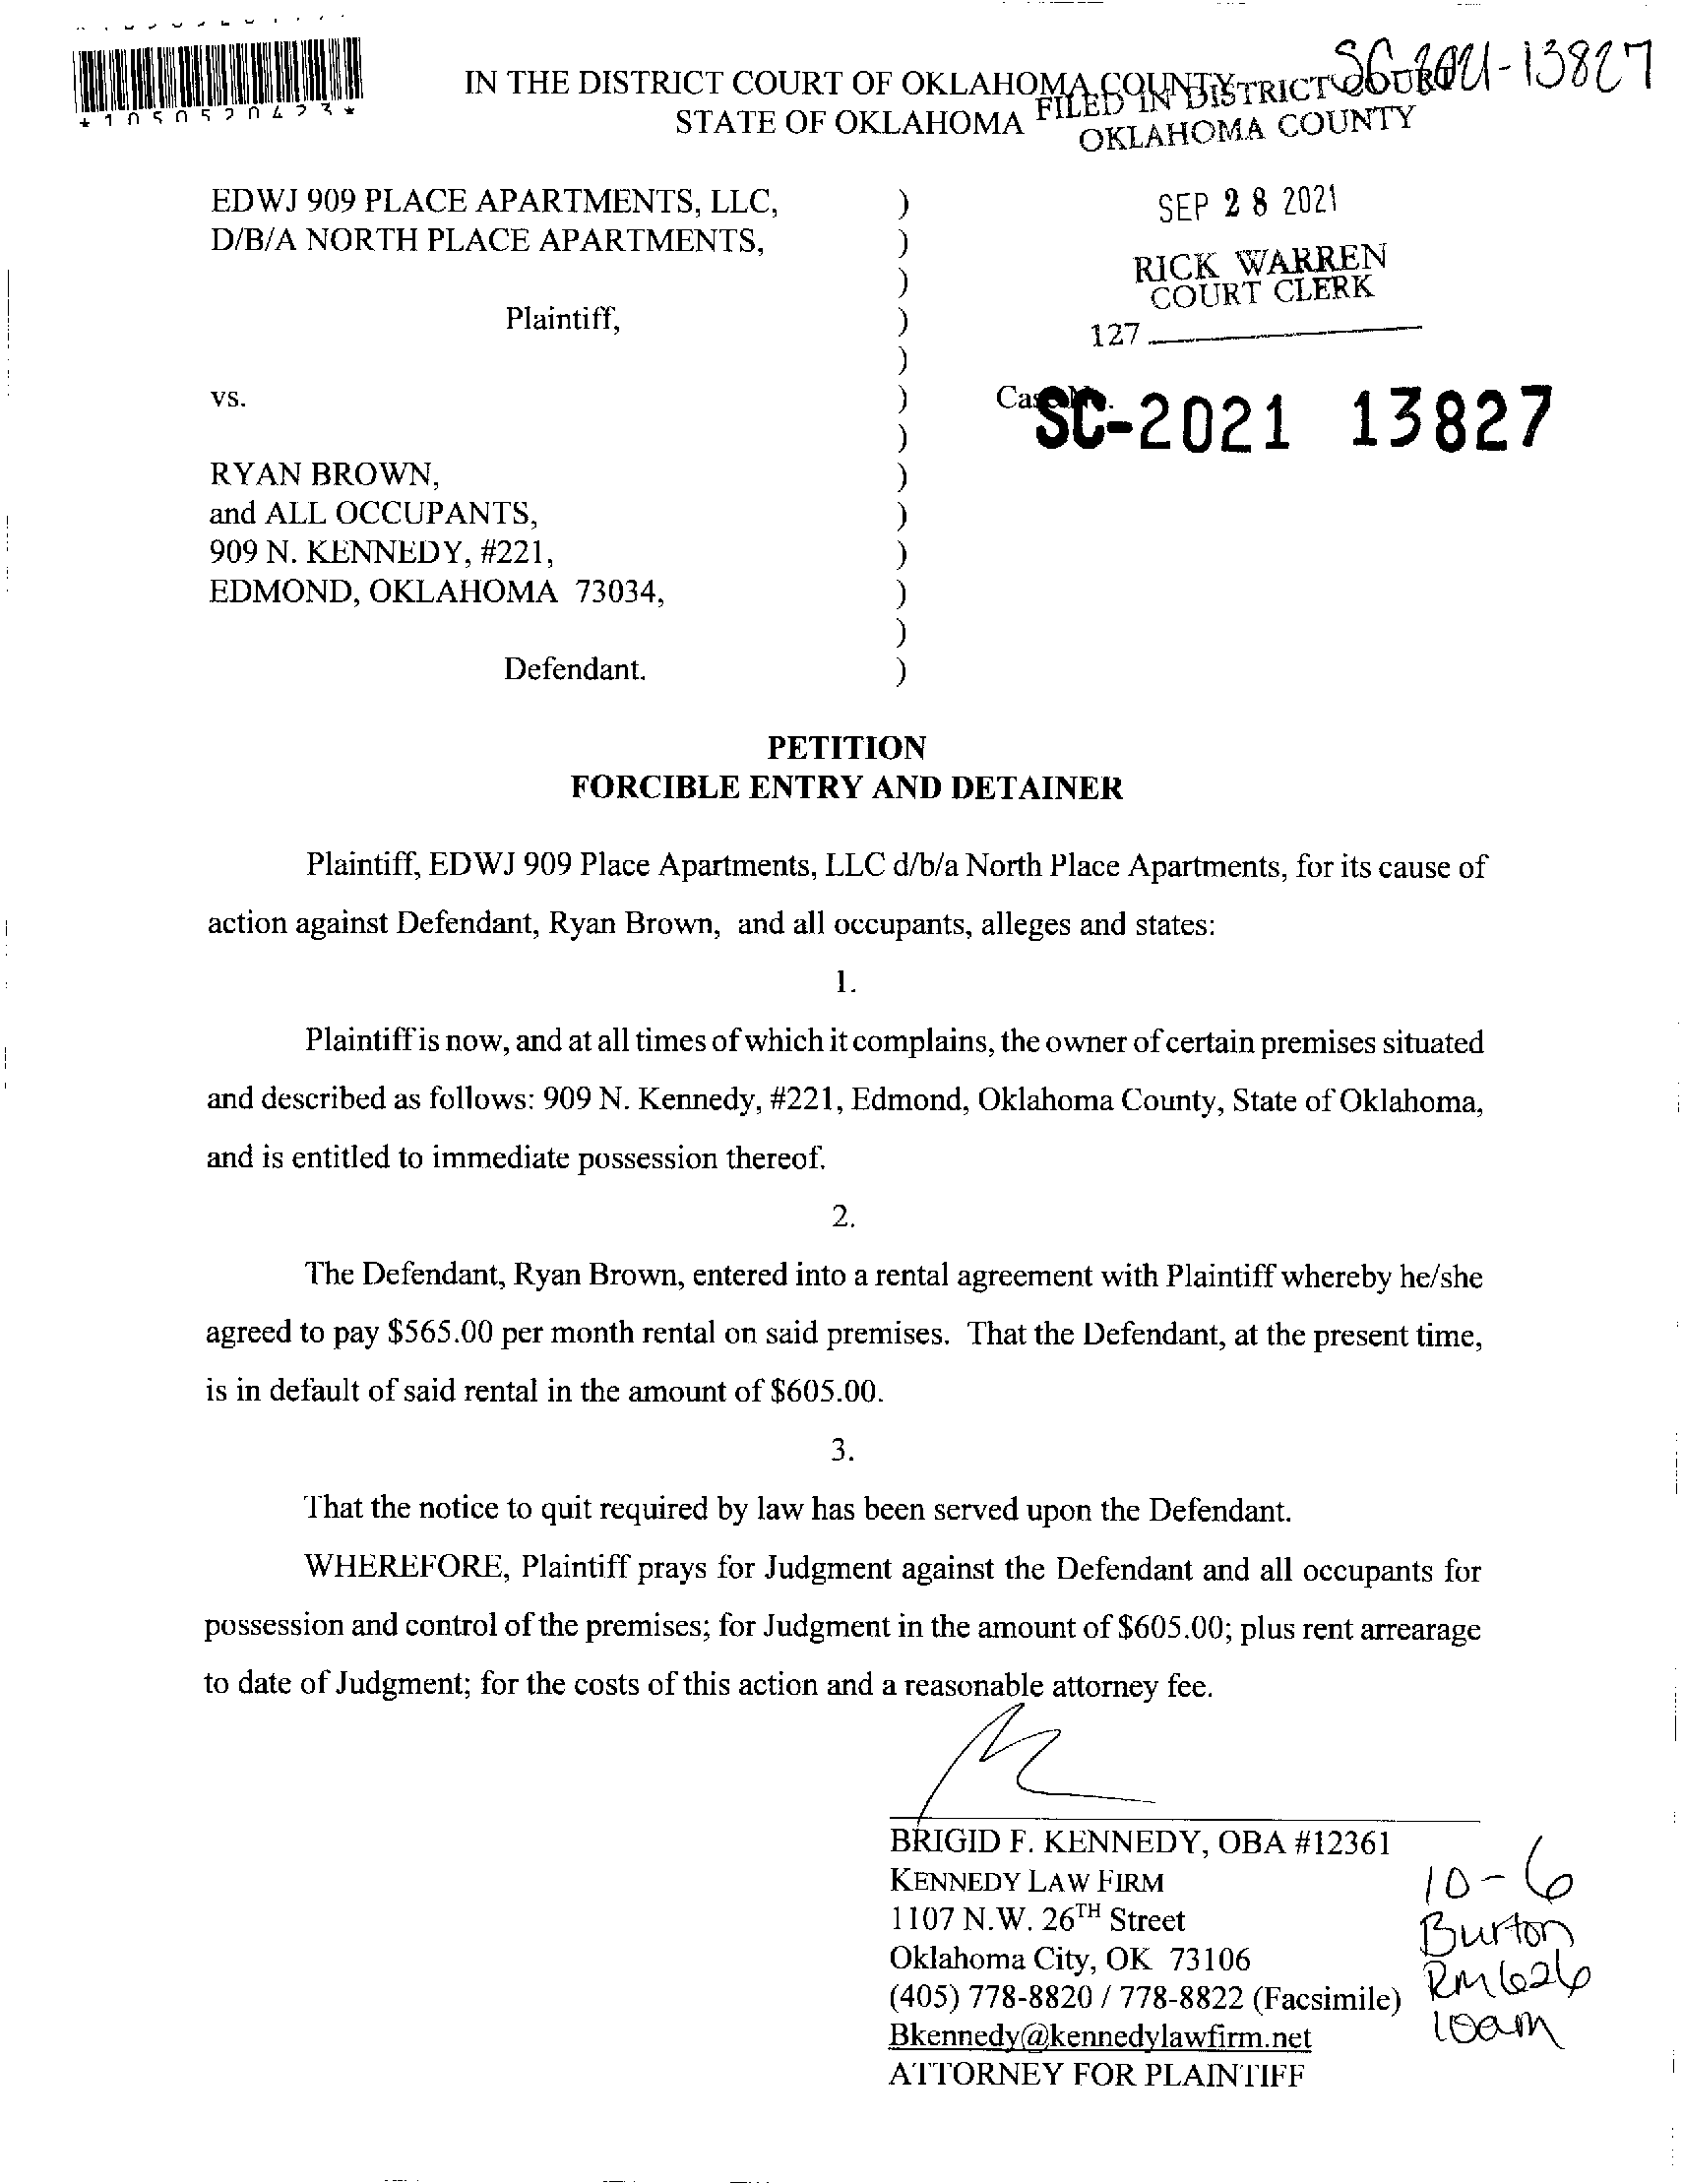 *1050520423*
SC-2021-13827
IN THE DISTRICT COURT OF OKLAHOMA COUNTY
STATE OF OKLAHOMA
FILED IN DISTRICT COURT
OKLAHOMA COUNTY
SEP 28 2021
RICK WARREN
COURT CLERK
127
EDWJ 909 PLACE APARTMENTS, LLC, )
D/B/A NORTH PLACE APARTMENTS, )
)
Plaintiff, )
)
vs. ) Case No. SC-2021 13827
)
RYAN BROWN, )
and ALL OCCUPANTS, )
909 N. KENNEDY, #221, )
EDMOND, OKLAHOMA 73034, )
)
Defendant. )
PETITION
FORCIBLE ENTRY AND DETAINER
Plaintiff, EDWJ 909 Place Apartments, LLC d/b/a North Place Apartments, for its cause of
action against Defendant, Ryan Brown, and all occupants, alleges and states:
1.
Plaintiff is now, and at all times of which it complains, the owner of certain premises situated
and described as follows: 909 N. Kennedy, #221, Edmond, Oklahoma County, State of Oklahoma,
and is entitled to immediate possession thereof.
2.
The Defendant, Ryan Brown, entered into a rental agreement with Plaintiff whereby he/she
agreed to pay $565.00 per month rental on said premises. That the Defendant, at the present time,
is in default of said rental in the amount of $605.00.
3.
That the notice to quit required by law has been served upon the Defendant.
WHEREFORE, Plaintiff prays for Judgment against the Defendant and all occupants for
possession and control of the premises; for Judgment in the amount of $605.00; plus rent arrearage
to date of Judgment; for the costs of this action and a reasonable attorney fee.
BRIGID F. KENNEDY, OBA #12361
KENNEDY LAW FIRM
1107 N.W. 26TH Street
Oklahoma City, OK 73106
(405) 778-8820 / 778-8822 (Facsimile)
Bkennedy@kennedylawfirm.net
ATTORNEY FOR PLAINTIFF
10-6
Burton
Rm 626
10am